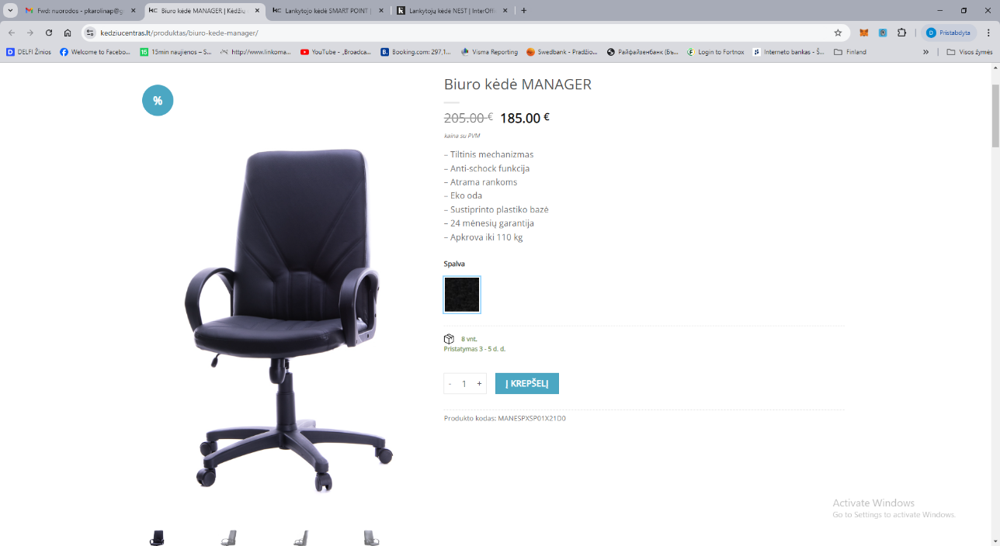 Fwd: nuorodos - pkarolinap@g
Biuro kėdė MANAGER | Kėdžių
Lankytojo kėdė SMART POINT |
Lankytojų kėdė NEST | InterOffi
kedziucentras.lt/produktas/biuro-kede-manager/
D
Pristabdyta
DELFI Žinios
Welcome to Facebo...
15min naujienos – S...
http://www.linkoma...
YouTube - „Broadca...
Booking.com: 297,1...
Visma Reporting
Swedbank - Pradžio...
Райффайзенбанк (Бъ...
Login to Fortnox
Interneto bankas - Š...
Finland
Visos žymės
%
Biuro kėdė MANAGER
205.00 € 185.00 €
kaina su PVM
– Tiltinis mechanizmas
– Anti-schock funkcija
– Atrama rankoms
– Eko oda
– Sustiprinto plastiko bazė
– 24 mėnesių garantija
– Apkrova iki 110 kg
Spalva
8 vnt.
Pristatymas 3 - 5 d. d.
- 1 +
Į KREPŠELĮ
Produkto kodas: MANESPXSP01X21D0
Activate Windows
Go to Settings to activate Windows.